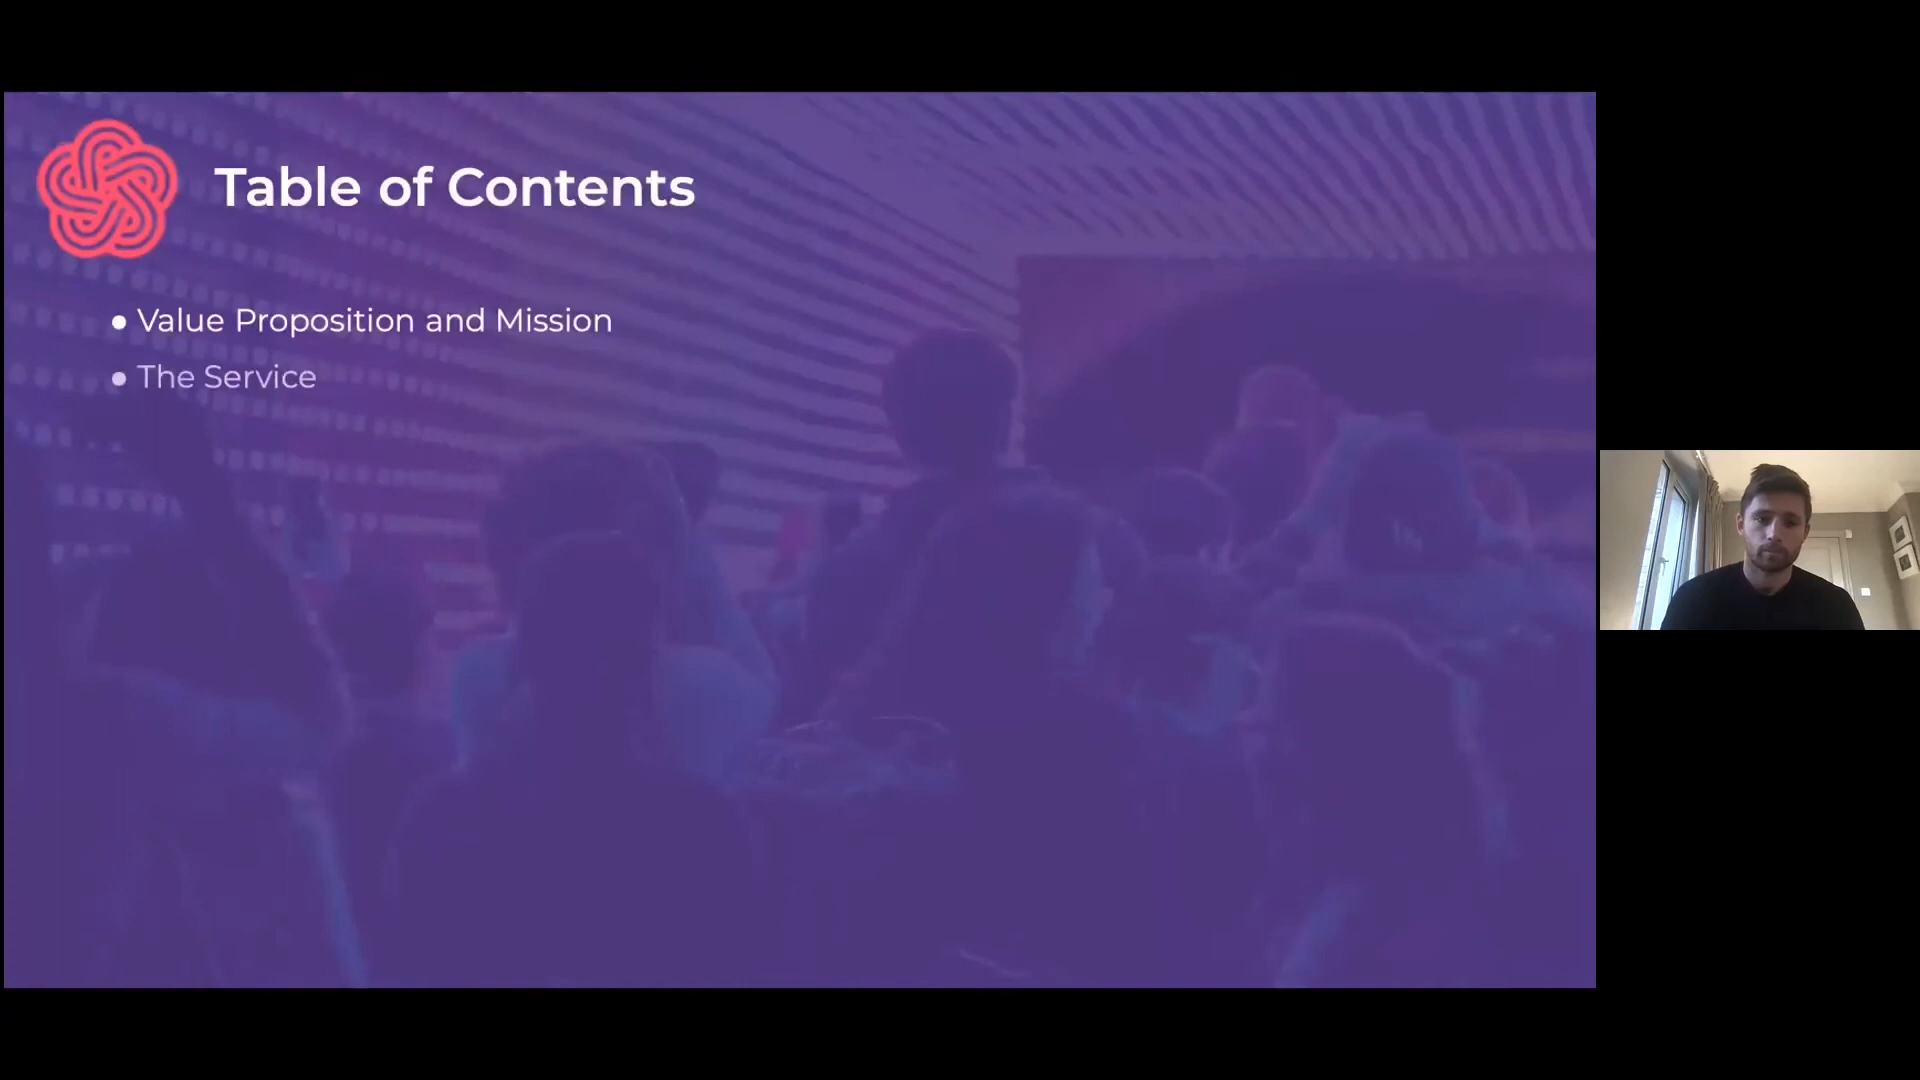 Table of Contents
• Value Proposition and Mission
• The Service